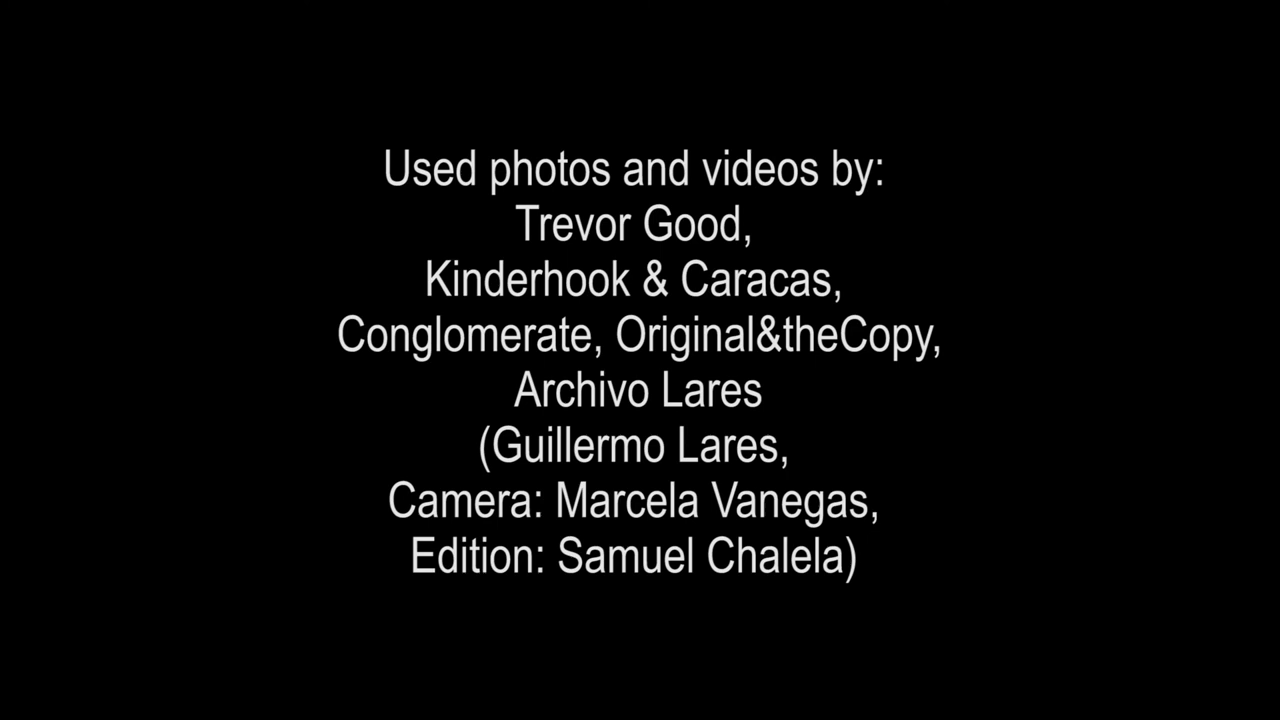 Used photos and videos by:
Trevor Good,
Kinderhook & Caracas,
Conglomerate, Original&theCopy,
Archivo Lares
(Guillermo Lares,
Camera: Marcela Vanegas,
Edition: Samuel Chalela)